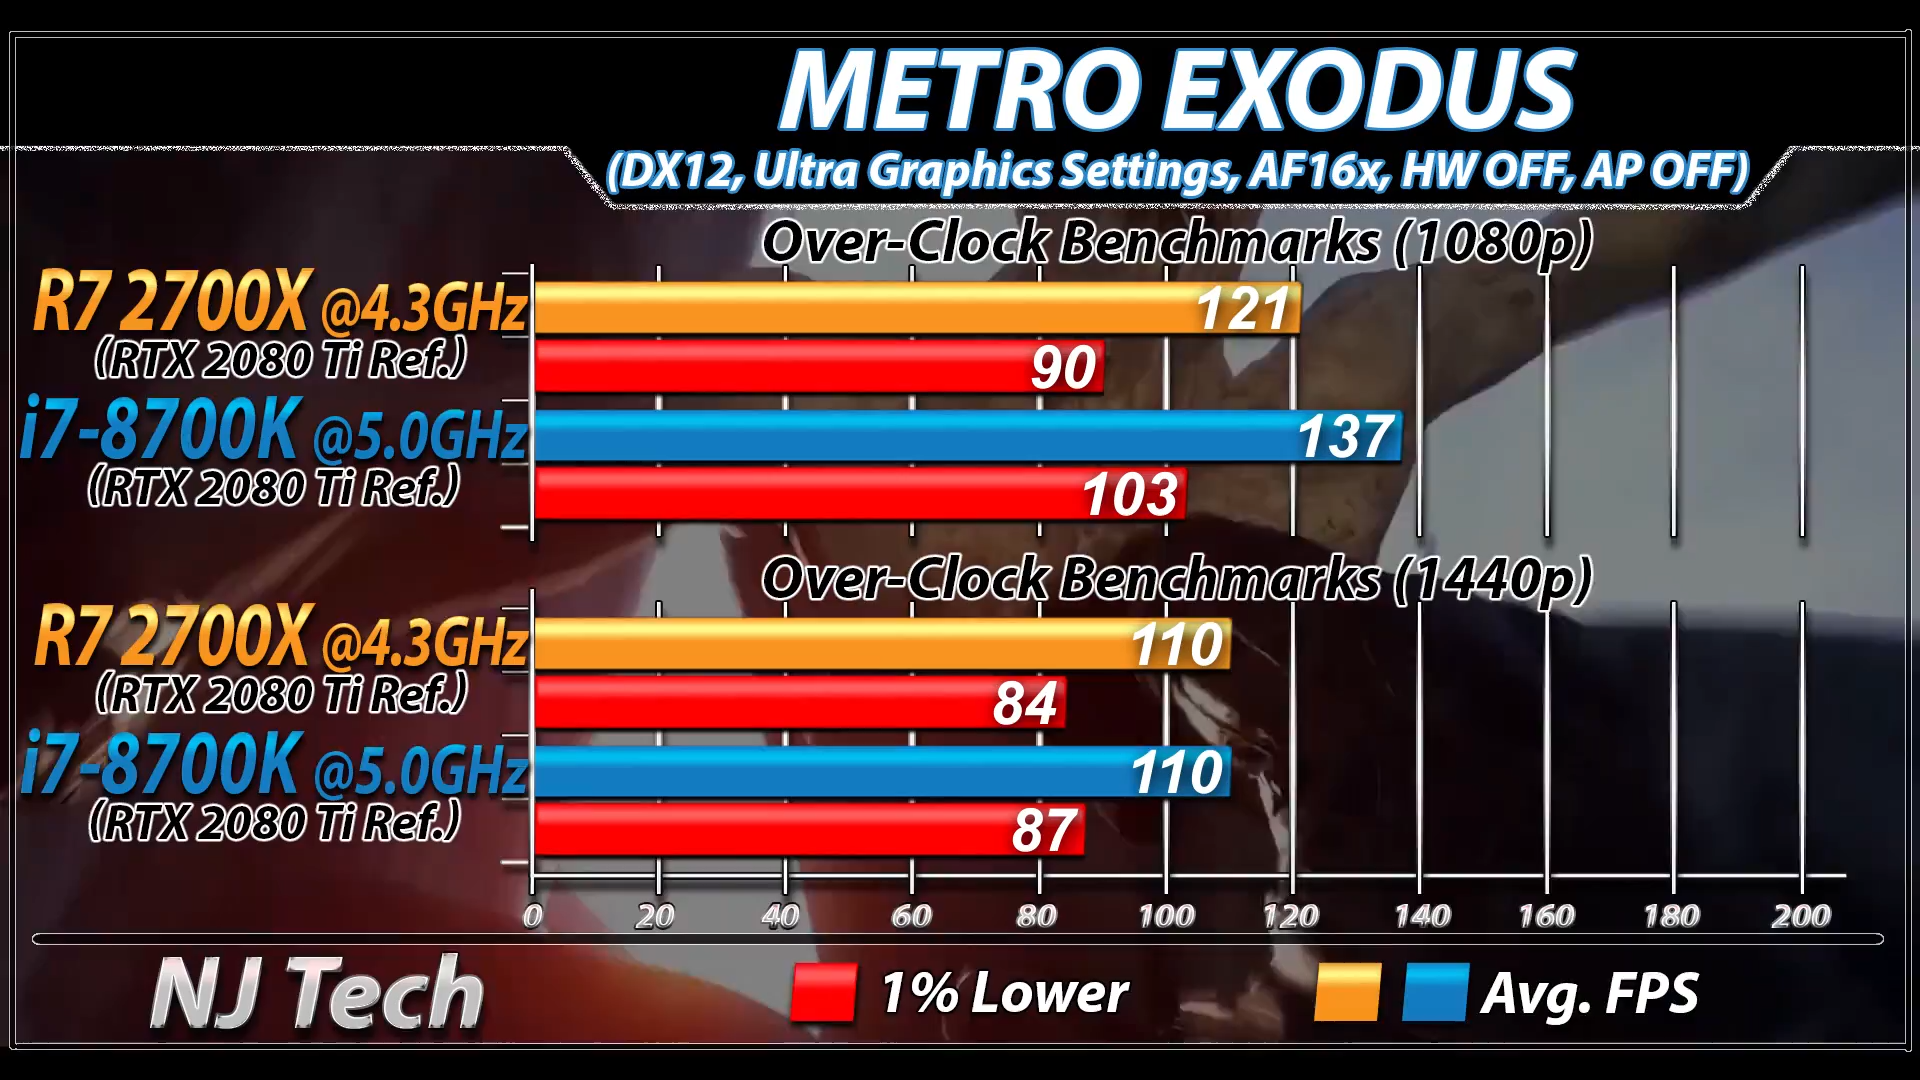 METRO EXODUS
(DX12, Ultra Graphics Settings, AF16x, HW OFF, AP OFF)
Over-Clock Benchmarks (1080p)
R7 2700X @4.3GHz
(RTX 2080 Ti Ref.)
121
90
i7-8700K @5.0GHz
(RTX 2080 Ti Ref.)
137
103
Over-Clock Benchmarks (1440p)
R7 2700X @4.3GHz
(RTX 2080 Ti Ref.)
110
84
i7-8700K @5.0GHz
(RTX 2080 Ti Ref.)
110
87
0 20 40 60 80 100 120 140 160 180 200
NJ Tech 1% Lower Avg. FPS